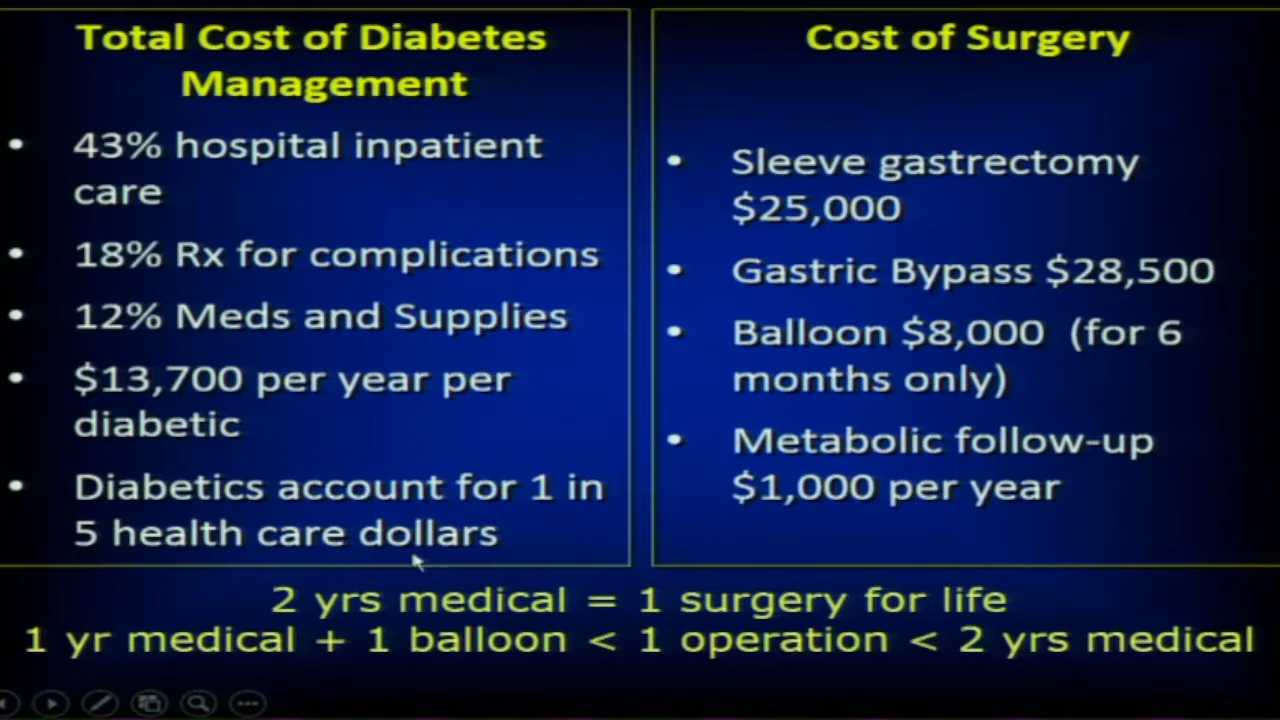 Total Cost of Diabetes
Management
• 43% hospital inpatient
care
• 18% Rx for complications
• 12% Meds and Supplies
• $13,700 per year per
diabetic
• Diabetics account for 1 in
5 health care dollars
Cost of Surgery
• Sleeve gastrectomy
$25,000
• Gastric Bypass $28,500
• Balloon $8,000 (for 6
months only)
• Metabolic follow-up
$1,000 per year
2 yrs medical = 1 surgery for life
1 yr medical + 1 balloon < 1 operation < 2 yrs medical